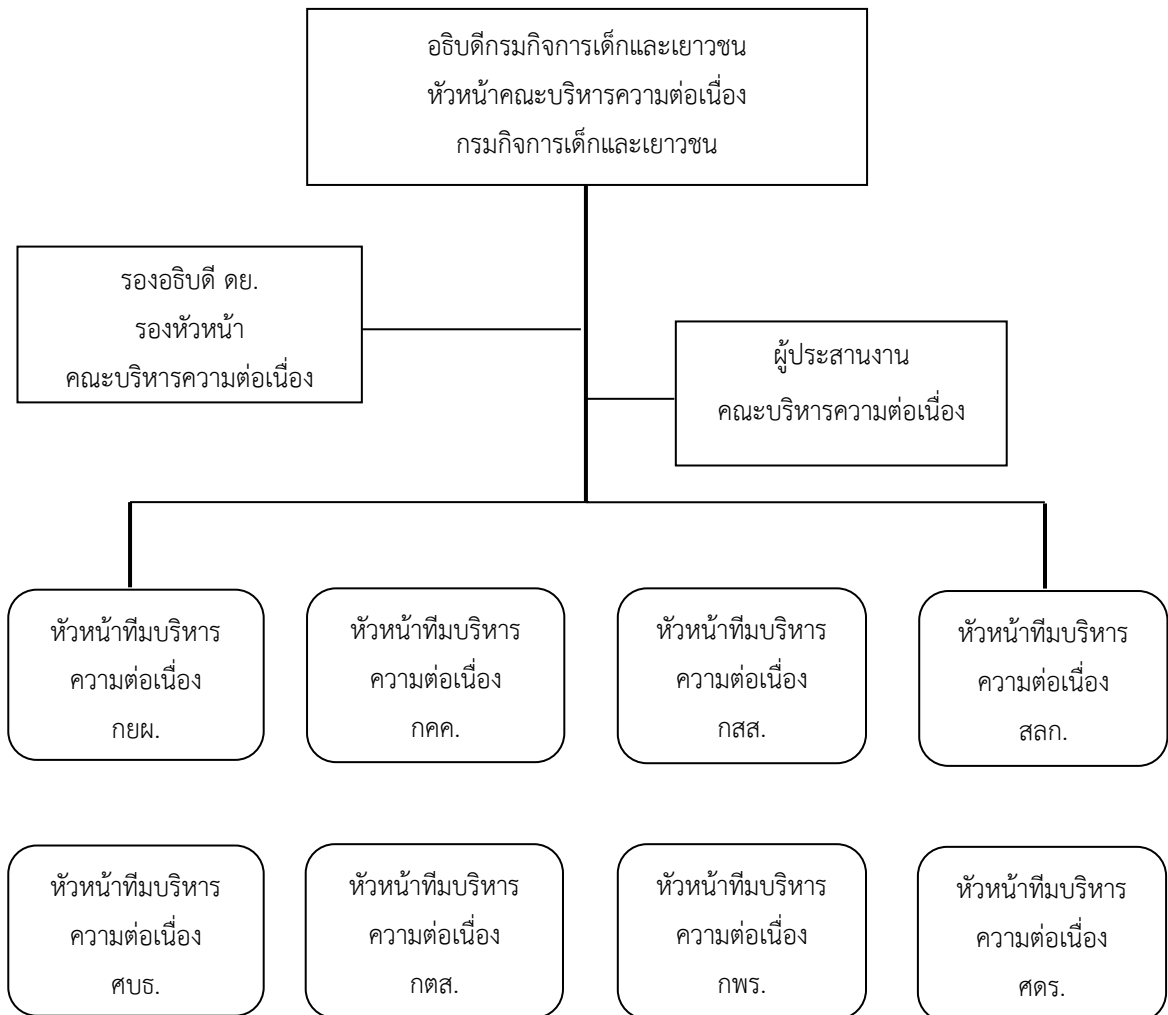 อธิบดีกรมกิจการเด็กและเยาวชน
หัวหน้าคณะบริหารความต่อเนื่อง
กรมกิจการเด็กและเยาวชน
รองอธิบดี ดย.
รองหัวหน้า
คณะบริหารความต่อเนื่อง
ผู้ประสานงาน
คณะบริหารความต่อเนื่อง
หัวหน้าทีมบริหาร
ความต่อเนื่อง
กยผ.
หัวหน้าทีมบริหาร
ความต่อเนื่อง
กคค.
หัวหน้าทีมบริหาร
ความต่อเนื่อง
กสส.
หัวหน้าทีมบริหาร
ความต่อเนื่อง
สลก.
หัวหน้าทีมบริหาร
ความต่อเนื่อง
ศบธ.
หัวหน้าทีมบริหาร
ความต่อเนื่อง
กตส.
หัวหน้าทีมบริหาร
ความต่อเนื่อง
กพร.
หัวหน้าทีมบริหาร
ความต่อเนื่อง
ศดร.